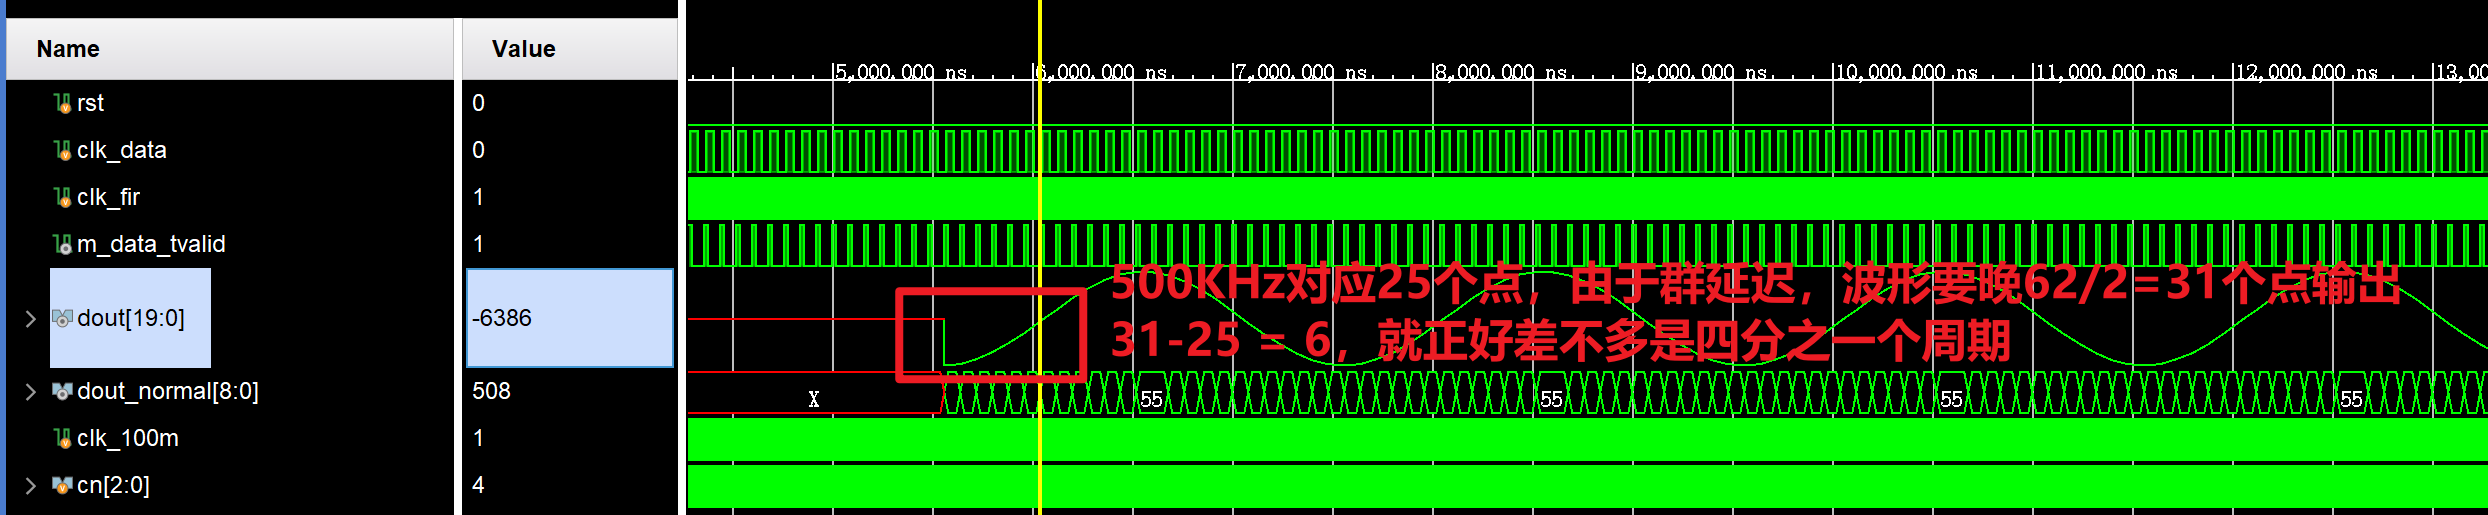 Name Value
5,000.000 ns 6,000.000 ns 7,000.000 ns 8,000.000 ns 9,000.000 ns 10,000.000 ns 11,000.000 ns 12,000.000 ns 13,00
rst 0
clk_data 0
clk_fir 1
m_data_tvalid 1
500KHz对应25个点，由于群延迟，波形要晚62/2=31个点输出
dout[19:0] -6386
31-25 = 6，就正好差不多是四分之一个周期
dout_normal[8:0] 508 X 55 55 55 55
clk_100m 1
cn[2:0] 4